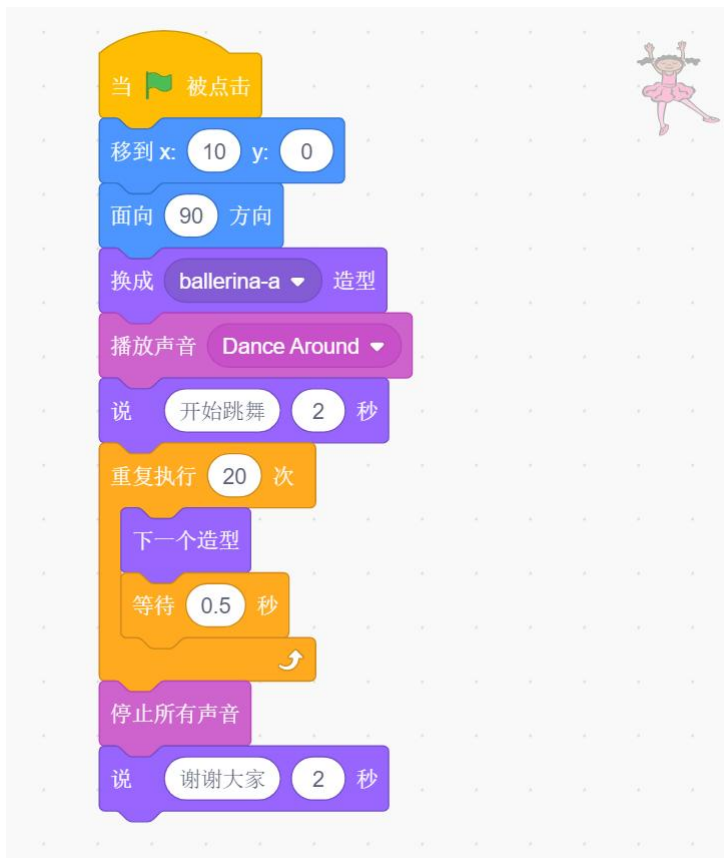 当 被点击
移到 x: 10 y: 0
面向 90 方向
换成 ballerina-a 造型
播放声音 Dance Around
说 开始跳舞 2 秒
重复执行 20 次
下一个造型
等待 0.5 秒
停止所有声音
说 谢谢大家 2 秒